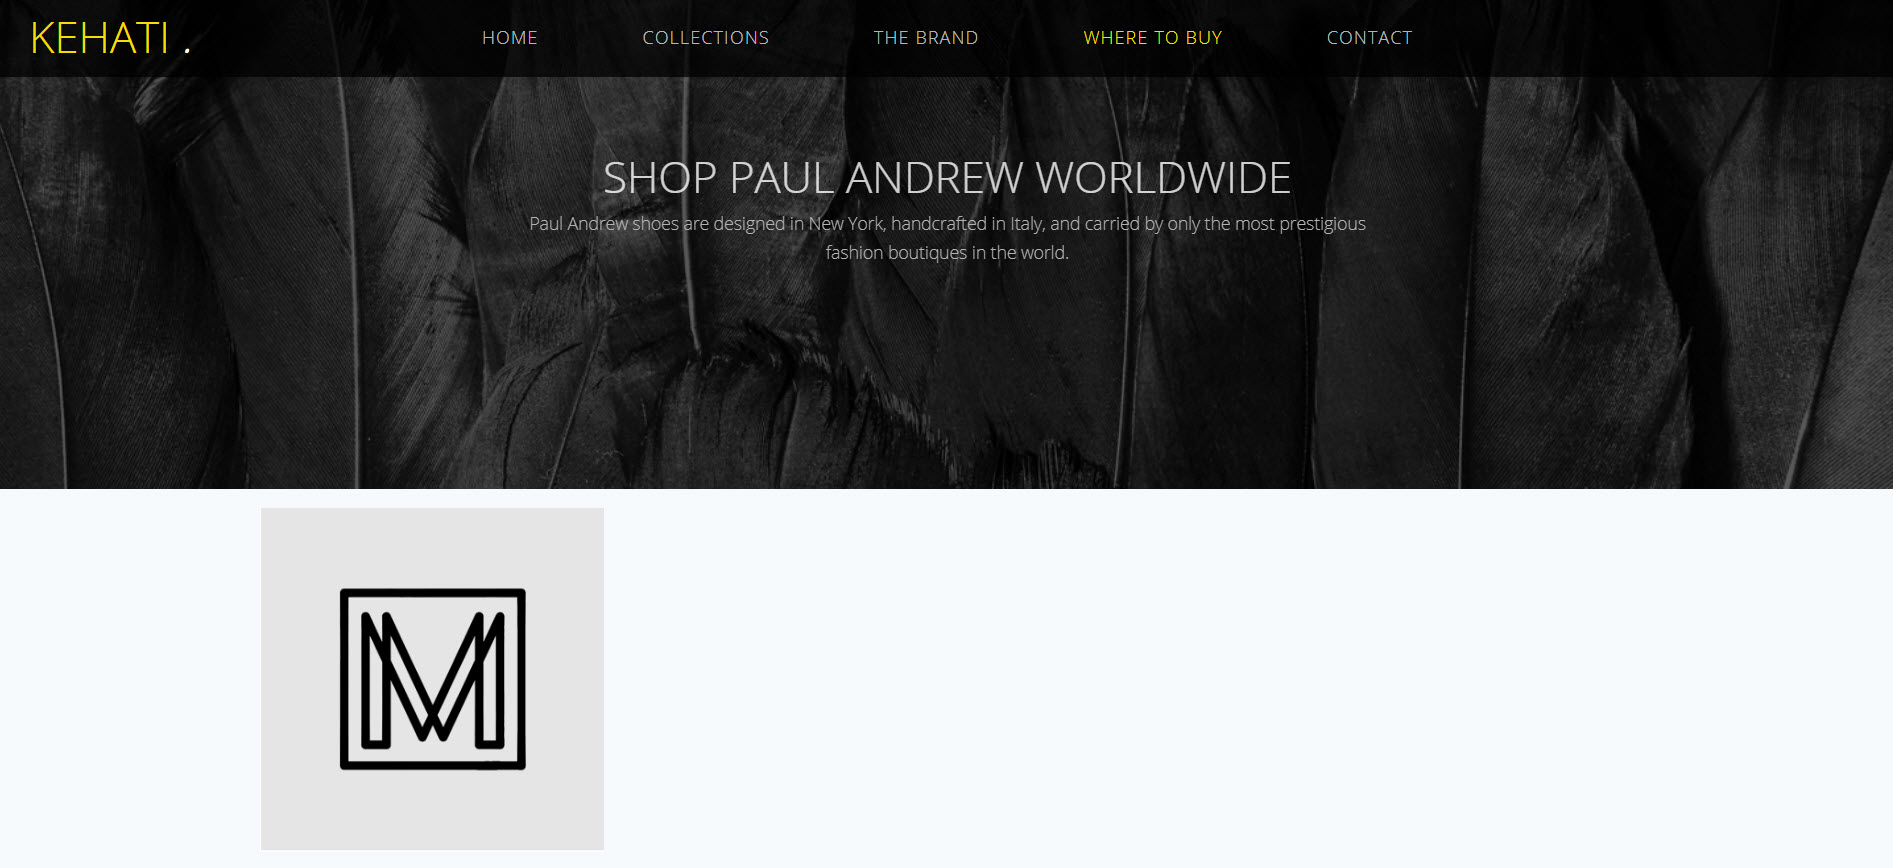 KEHATI .
HOME
COLLECTIONS
THE BRAND
WHERE TO BUY
CONTACT
SHOP PAUL ANDREW WORLDWIDE
Paul Andrew shoes are designed in New York, handcrafted in Italy, and carried by only the most prestigious
fashion boutiques in the world.
M